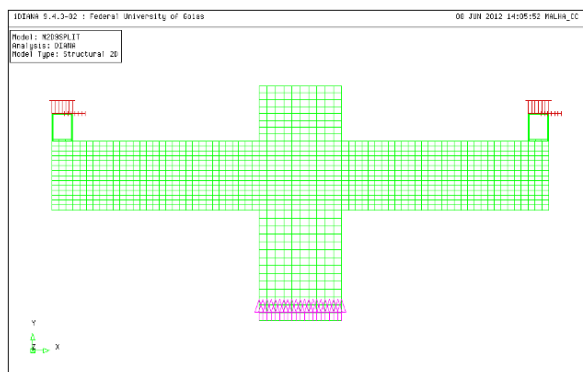 iDIANA 9.4.3-02 : Federal University of Goias
08 JUN 2012 14:05:52 MALHA_CC
Model: N2D9SPLIT
Analysis: DIANA
Model Type: Structural 2D
Y
Z X